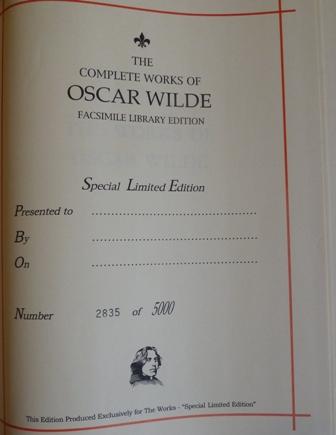 THE
COMPLETE WORKS OF
OSCAR WILDE
FACSIMILE LIBRARY EDITION
Special Limited Edition
Presented to ..........................................
By ..........................................
On ..........................................
Number 2835 of 5000
This Edition Produced Exclusively for The Works - "Special Limited Edition"